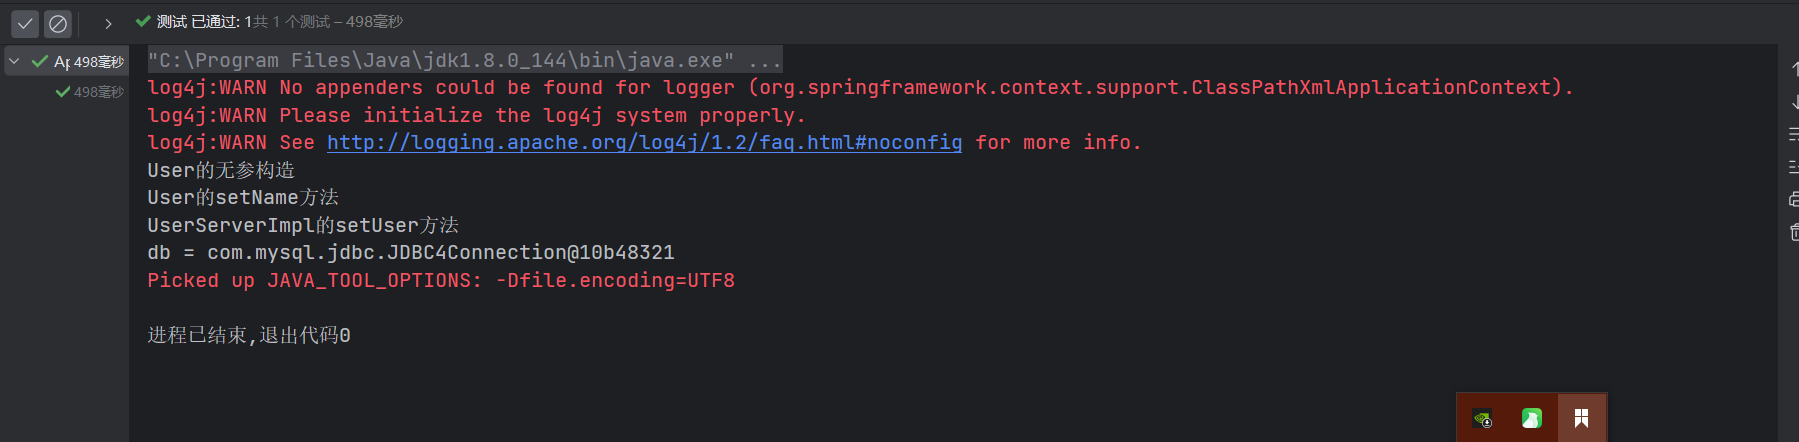 测试 已通过: 1共 1 个测试 – 498毫秒
Ap 498毫秒
498毫秒
"C:\Program Files\Java\jdk1.8.0_144\bin\java.exe" ...
log4j:WARN No appenders could be found for logger (org.springframework.context.support.ClassPathXmlApplicationContext).
log4j:WARN Please initialize the log4j system properly.
log4j:WARN See http://logging.apache.org/log4j/1.2/faq.html#noconfig for more info.
User的无参构造
User的setName方法
UserServerImpl的setUser方法
db = com.mysql.jdbc.JDBC4Connection@10b48321
Picked up JAVA_TOOL_OPTIONS: -Dfile.encoding=UTF8
进程已结束,退出代码0